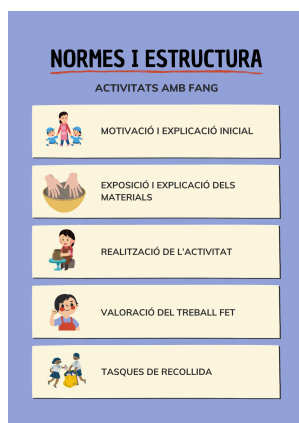 NORMES I ESTRUCTURA
ACTIVITATS AMB FANG
MOTIVACIÓ I EXPLICACIÓ INICIAL
EXPOSICIÓ I EXPLICACIÓ DELS
MATERIALS
REALITZACIÓ DE L'ACTIVITAT
VALORACIÓ DEL TREBALL FET
TASQUES DE RECOLLIDA